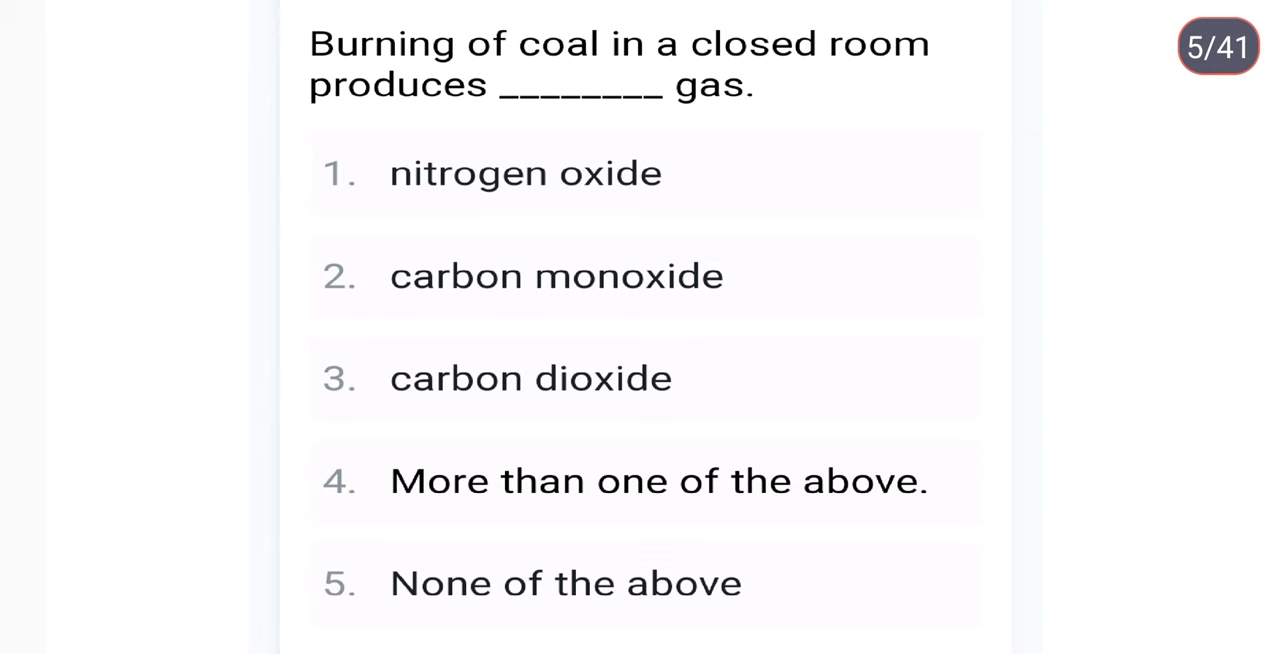 Burning of coal in a closed room
5/41
produces ________ gas.
1. nitrogen oxide
2. carbon monoxide
3. carbon dioxide
4. More than one of the above.
5. None of the above